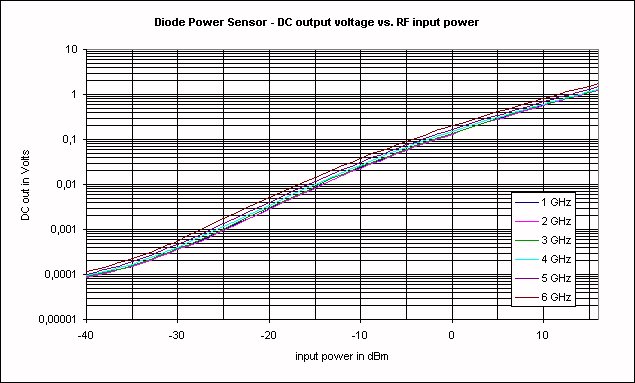 Diode Power Sensor - DC output voltage vs. RF input power
10
1
0,1
0,01
0,001
0,0001
0,00001
DC out in Volts
-40
-30
-20
-10
0
10
input power in dBm
1 GHz
2 GHz
3 GHz
4 GHz
5 GHz
6 GHz